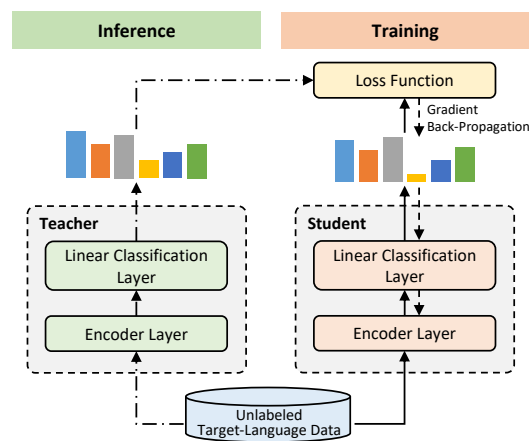 Inference
Training
Loss Function
Gradient
Back-Propagation
Teacher
Linear Classification
Layer
Encoder Layer
Student
Linear Classification
Layer
Encoder Layer
Unlabeled
Target-Language Data